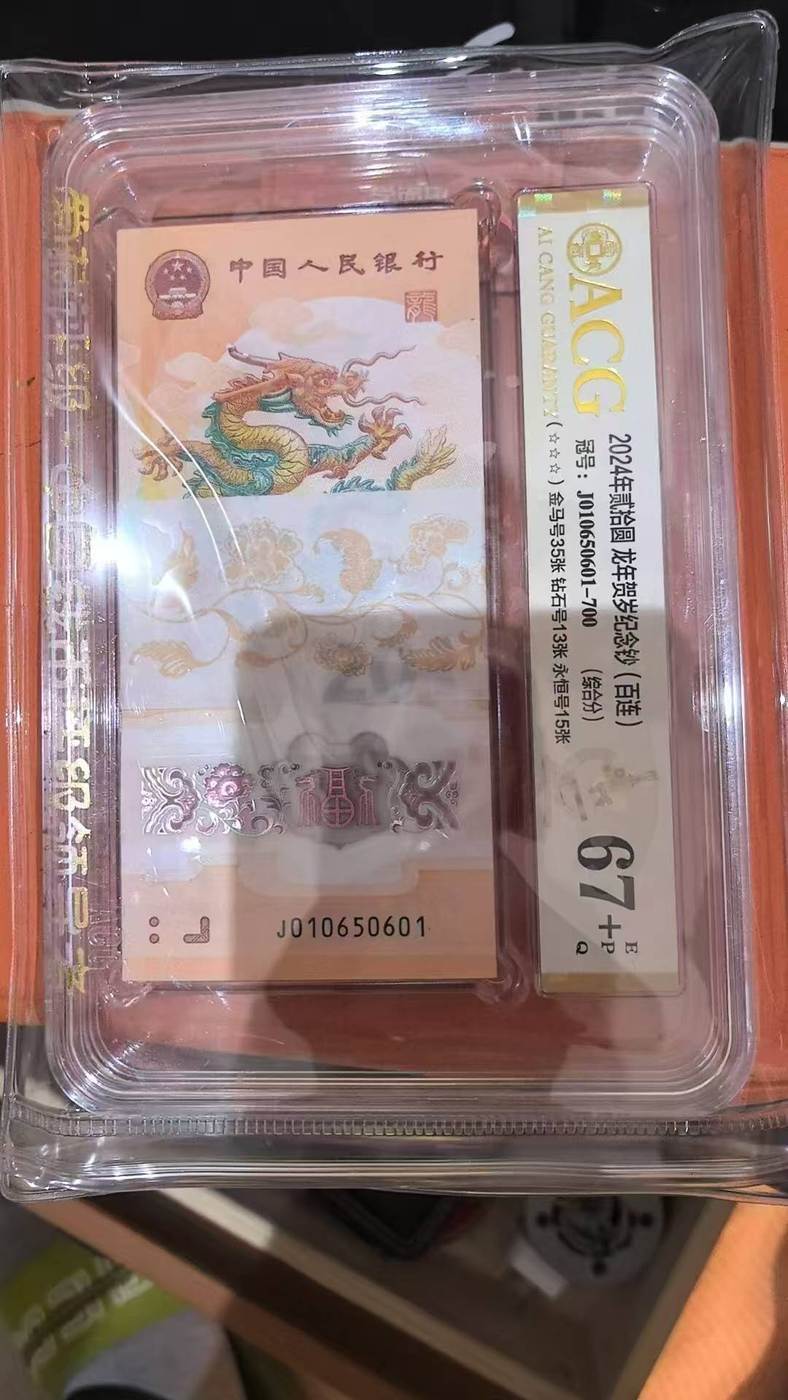 中国人民银行
龍
J010650601
ACG
AI CANG GUARANTY
2024年贰拾圆 龙年贺岁纪念钞（百连）
冠号：J010650601-700
（综合分）
（☆☆☆）金马号35张 钻石号13张 永恒号15张
67+
E
P
Q